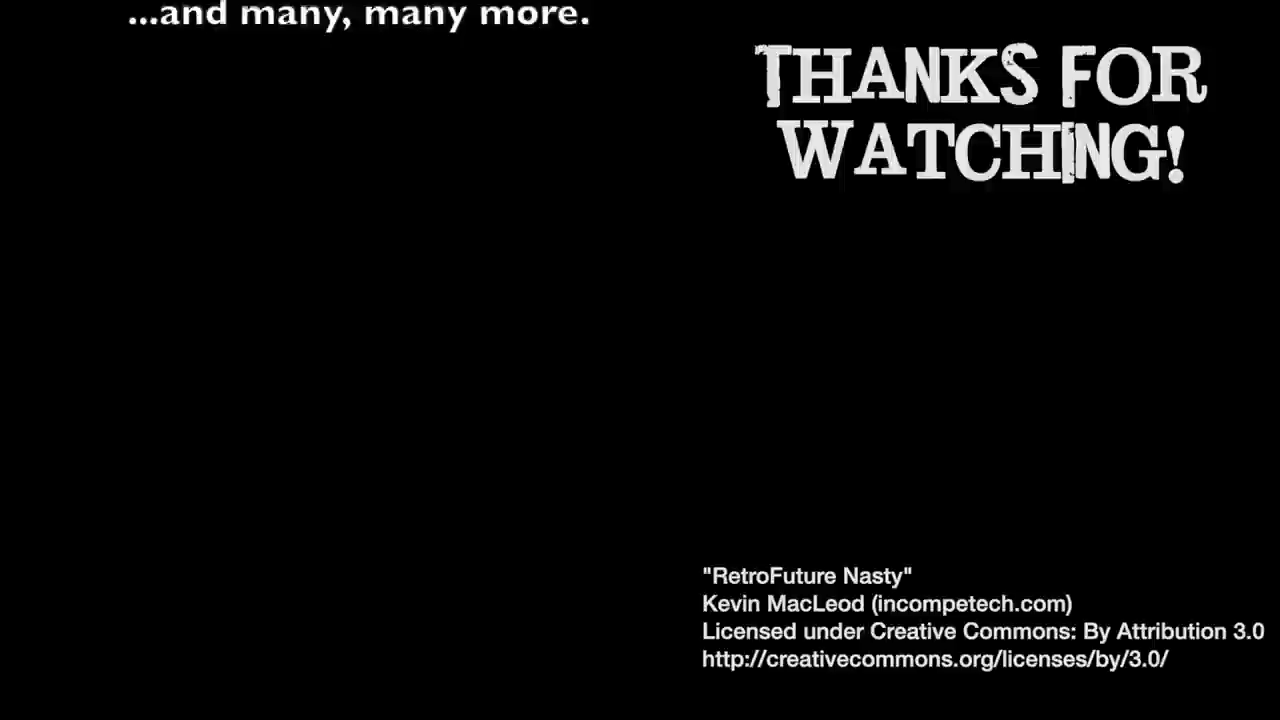 ...and many, many more.
THANKS FOR
WATCHING!
"RetroFuture Nasty"
Kevin MacLeod (incompetech.com)
Licensed under Creative Commons: By Attribution 3.0
http://creativecommons.org/licenses/by/3.0/